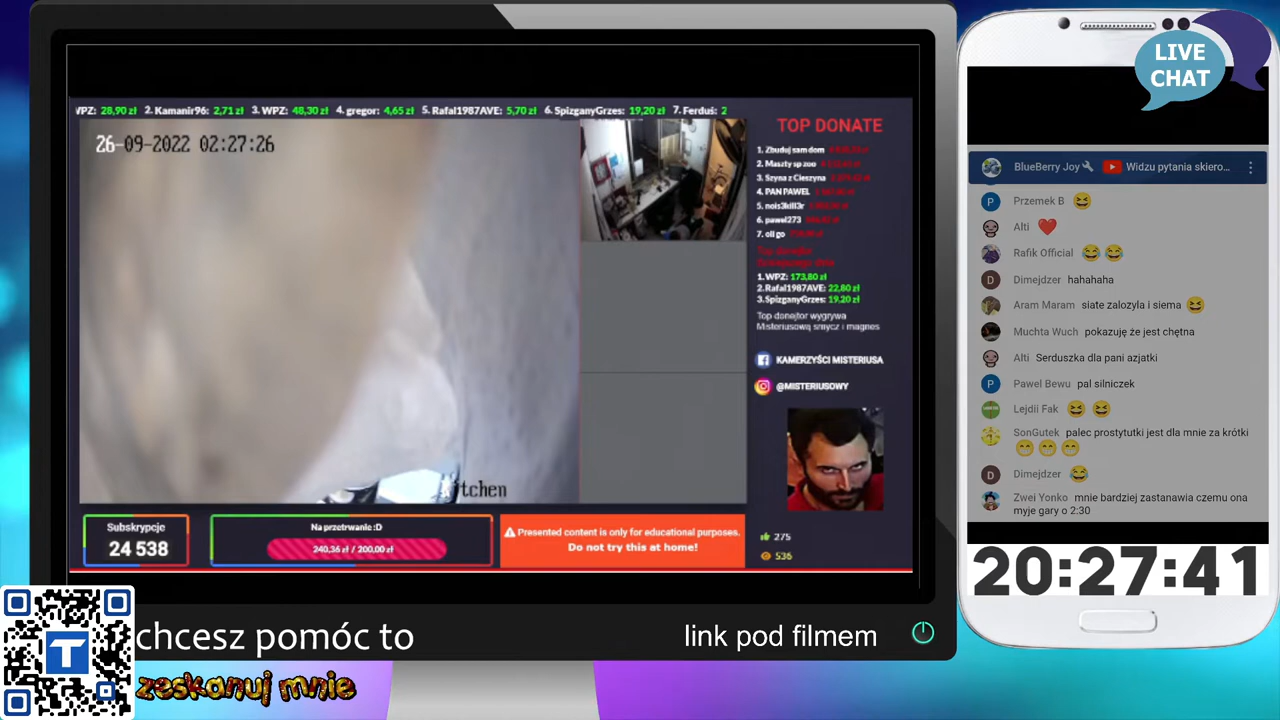 WPZ: 28,90 zł 2. Kamanir96: 2,71 zł 3. WPZ: 48,30 zł 4. gregor: 4,65 zł 5. Rafal1987AVE: 5,70 zł 6. SpizganyGrzes: 19,20 zł 7. Ferduś: 2
26-09-2022 02:27:26
tchen
TOP DONATE
1. Zbuduj sam dom
2. Maszty sp zoo
3. Szyna z Cieszyna
4. PAN PAWEL
5. nois3kill3r
6. pawel273
7. oli go
Top donejtor
1.WPZ: 173,80 zł
2.Rafal1987AVE: 22,80 zł
3.SpizganyGrzes: 19,20 zł
Top donejtor wygrywa
Misteriusową smycz i magnes
KAMERZYŚCI MISTERIUSA
@MISTERIUSOWY
Subskrypcje
24 538
Na przetrwanie :D
240,36 zł / 200,00 zł
Presented content is only for educational purposes.
Do not try this at home!
275
536
chcesz pomóc to
link pod filmem
T
zeskanuj mnie
LIVE
CHAT
BlueBerry Joy Widzu pytania skiero...
Przemek B
Alti
Rafik Official
Dimejdzer hahahaha
Aram Maram siate zalozyla i siema
Muchta Wuch pokazuję że jest chętna
Alti Serduszka dla pani azjatki
Pawel Bewu pal silniczek
Lejdii Fak
SonGutek palec prostytutki jest dla mnie za krótki
Dimejdzer
Zwei Yonko mnie bardziej zastanawia czemu ona
myje gary o 2:30
20:27:41